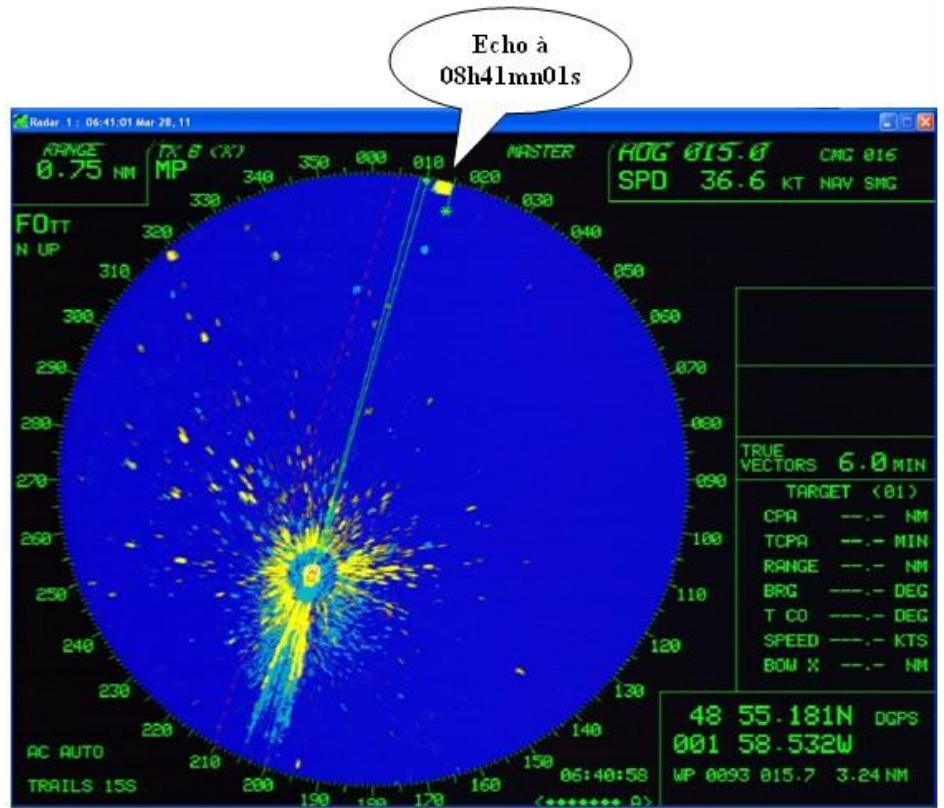 Echo à
08h41mn01s
Radar 1 : 06:41:01 Mar 28, 11
RANGE
0.75 NM
TX B (X)
MP
MASTER
HDG 015.0 CMG 016
SPD 36.6 KT NAV SMG
FOTT
N UP
000
010
020
030
040
050
060
070
080
090
100
110
120
130
140
150
160
170
180
190
200
210
220
230
240
250
260
270
280
290
300
310
320
330
340
350
TRUE
VECTORS 6.0 MIN
TARGET (01)
CPA --.- NM
TCPA ---.- MIN
RANGE --.- NM
BRG ---.- DEG
T CO ---.- DEG
SPEED ---.- KTS
BOW X --.- NM
48 55.181N DGPS
001 58.532W
WP 0093 015.7 3.24 NM
AC AUTO
TRAILS 15S
06:40:58